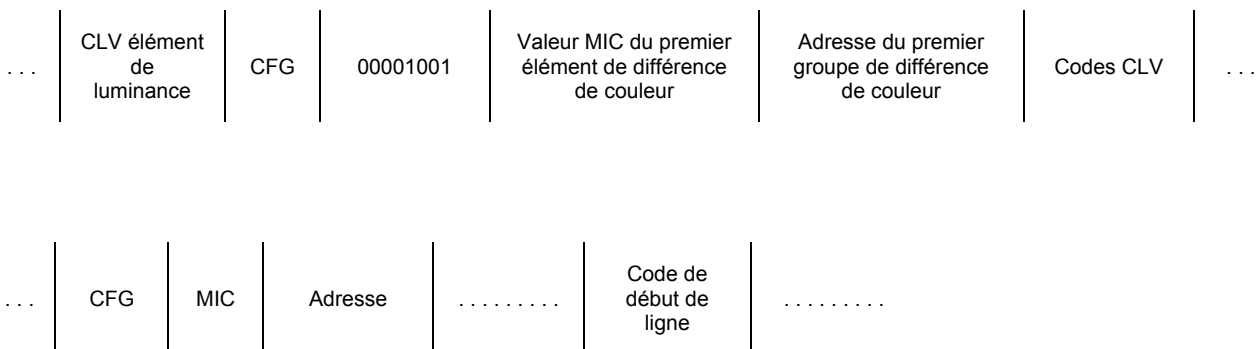 . . .
CLV élément
de
luminance
CFG
00001001
Valeur MIC du premier
élément de différence
de couleur
Adresse du premier
groupe de différence
de couleur
Codes CLV
. . .
. . .
CFG
MIC
Adresse
. . . . . . . . .
Code de
début de
ligne
. . . . . . . . .